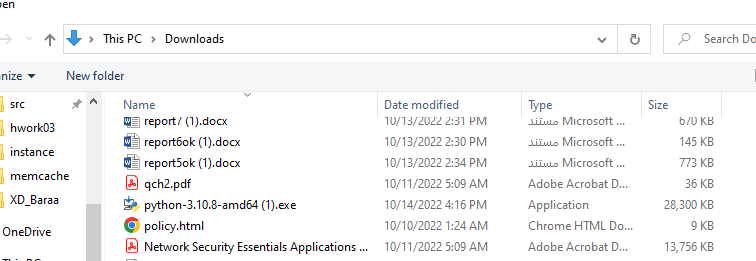 pen
This PC > Downloads
Search Do
nize
New folder
Name Date modified Type Size
src
hwork03
instance
memcache
XD_Baraa
OneDrive
This PC
report7 (1).docx 10/13/2022 2:31 PM مستند Microsoft ... 670 KB
report6ok (1).docx 10/13/2022 2:30 PM مستند Microsoft ... 145 KB
report5ok (1).docx 10/13/2022 2:34 PM مستند Microsoft ... 773 KB
qch2.pdf 10/11/2022 5:09 AM Adobe Acrobat D... 36 KB
python-3.10.8-amd64 (1).exe 10/14/2022 4:16 PM Application 28,300 KB
policy.html 10/10/2022 1:24 AM Chrome HTML Do... 9 KB
Network Security Essentials Applications ... 10/11/2022 5:09 AM Adobe Acrobat D... 13,756 KB